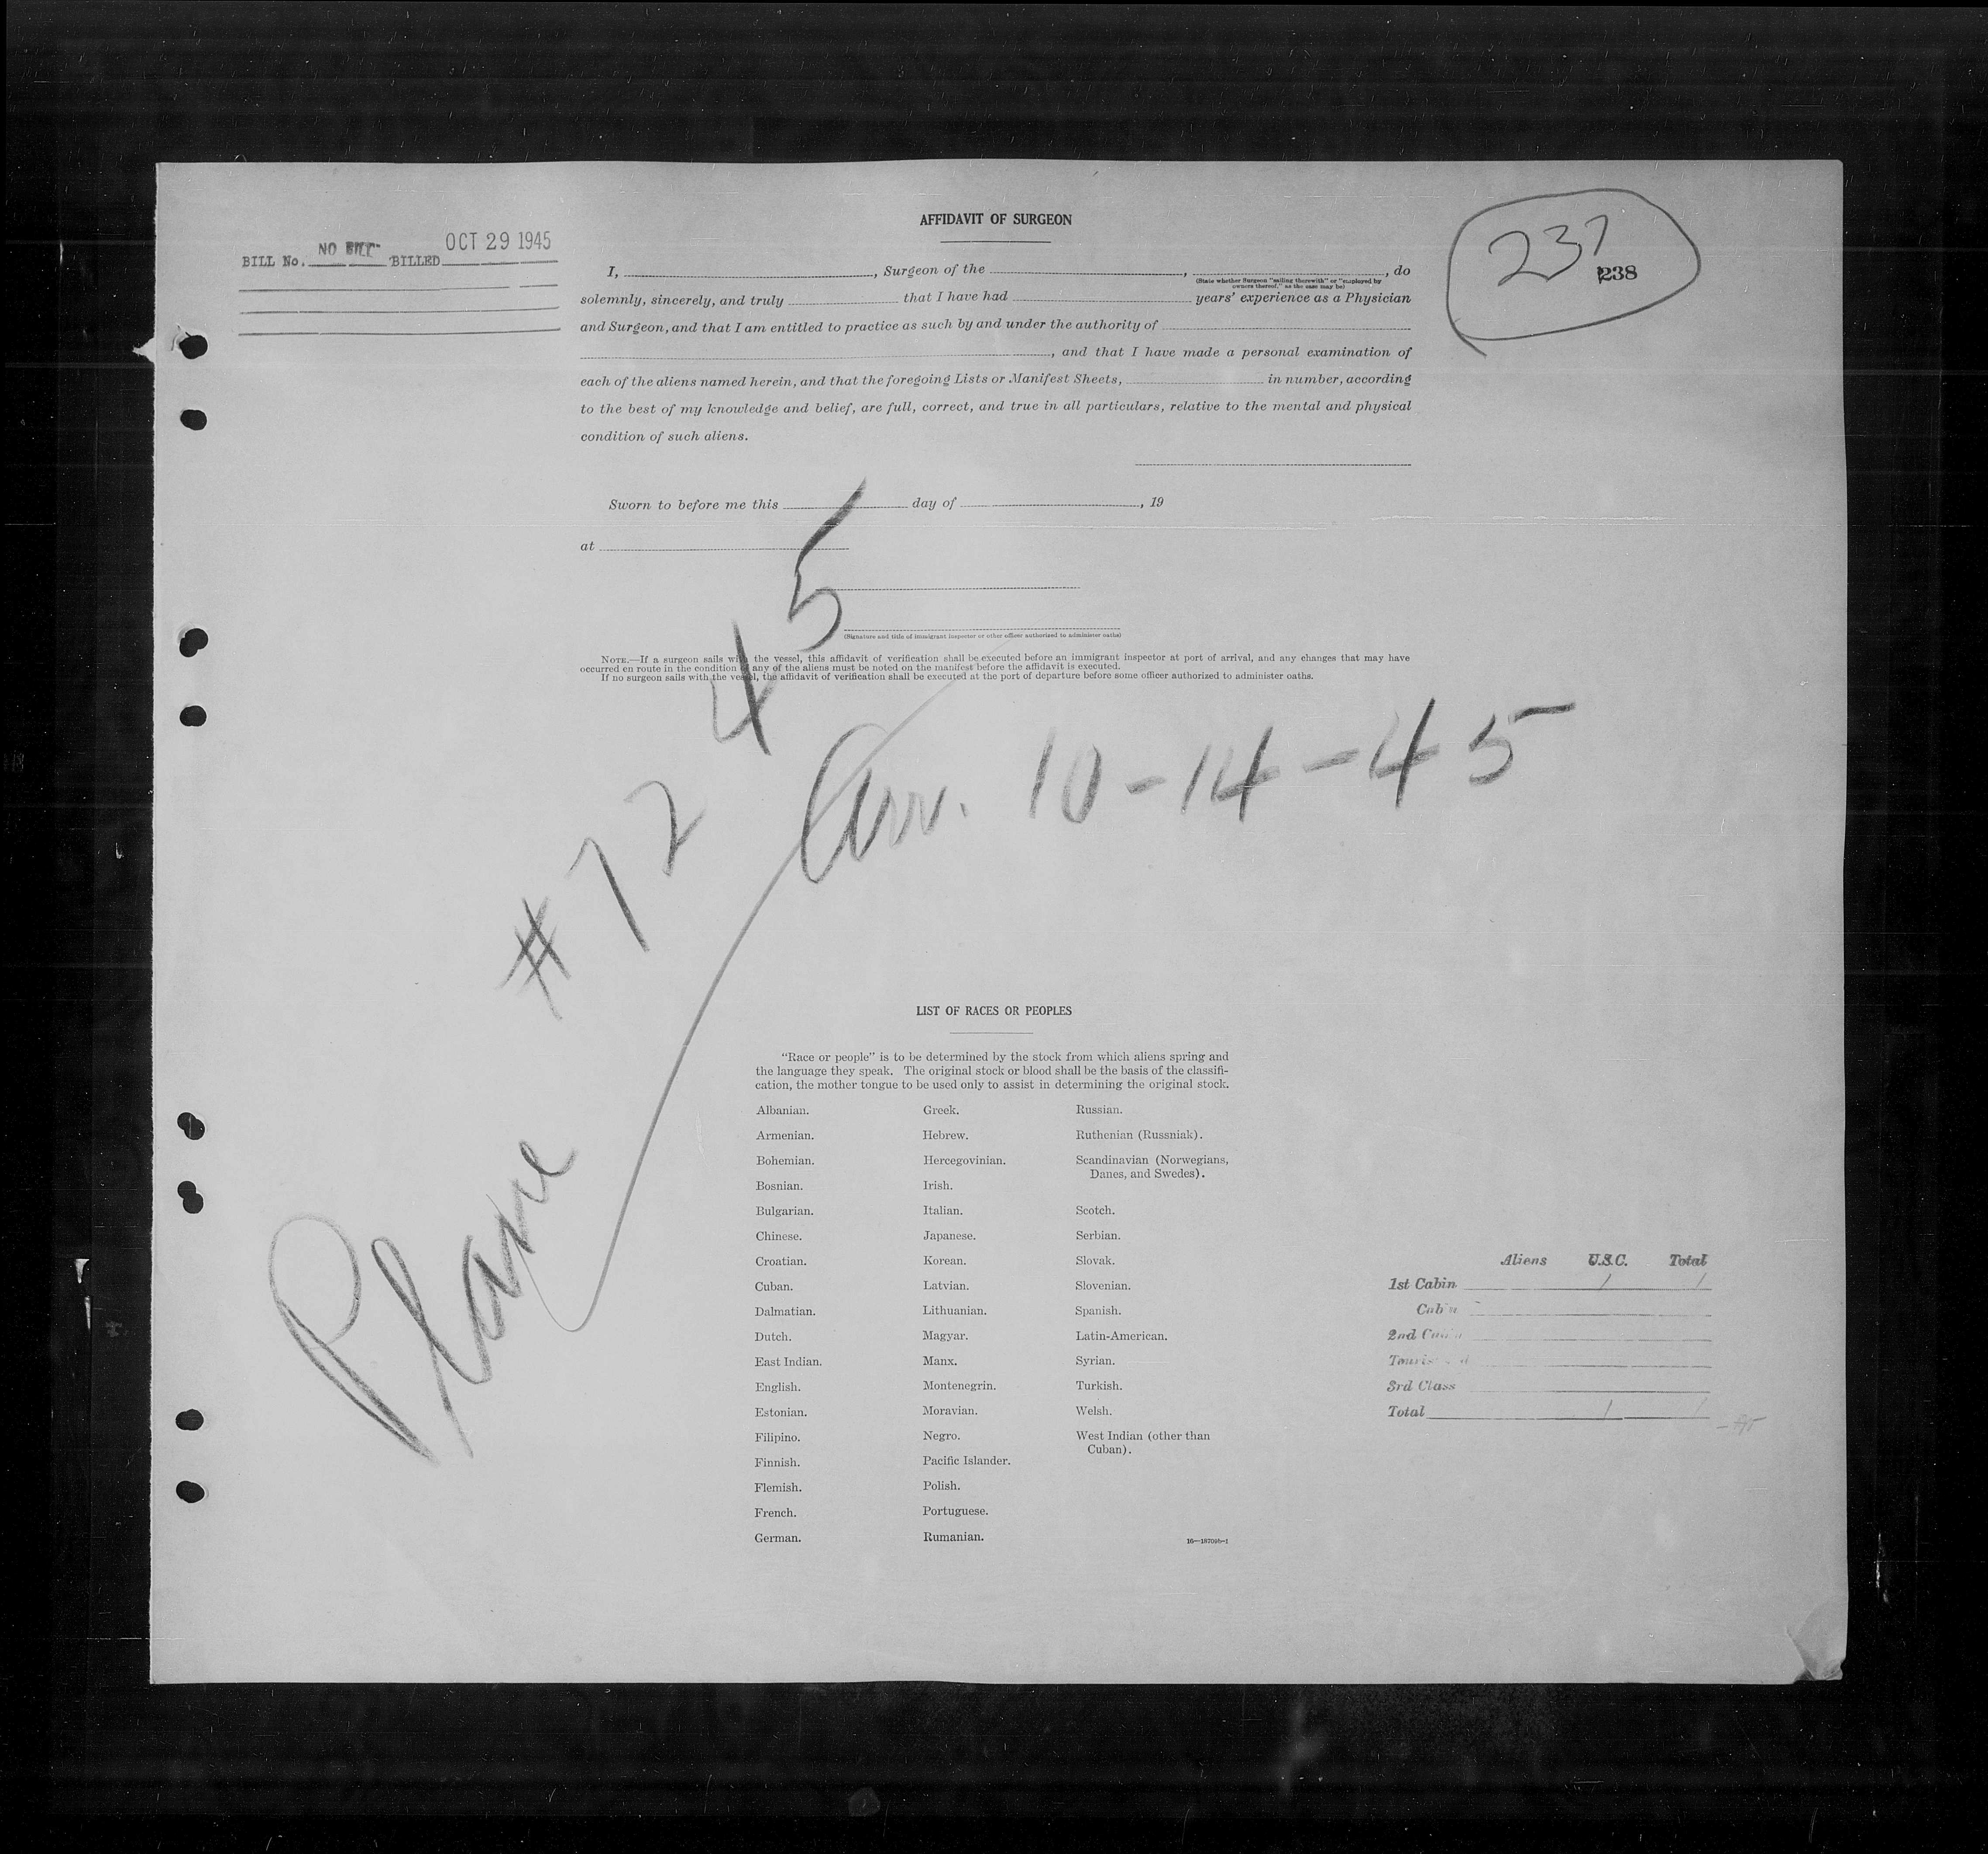 AFFIDAVIT OF SURGEON
BILL No. NO BILL BILLED OCT 29 1945
237
238
I, , Surgeon of the , , do
(State whether Surgeon "sailing therewith" or "employed by
owners thereof," as the case may be)
solemnly, sincerely, and truly that I have had years' experience as a Physician
and Surgeon, and that I am entitled to practice as such by and under the authority of
, and that I have made a personal examination of
each of the aliens named herein, and that the foregoing Lists or Manifest Sheets, in number, according
to the best of my knowledge and belief, are full, correct, and true in all particulars, relative to the mental and physical
condition of such aliens.
Sworn to before me this day of , 19
at
(Signature and title of immigrant inspector or other officer authorized to administer oaths)
NOTE.—If a surgeon sails with the vessel, this affidavit of verification shall be executed before an immigrant inspector at port of arrival, and any changes that may have
occurred en route in the condition of any of the aliens must be noted on the manifest before the affidavit is executed.
If no surgeon sails with the vessel, the affidavit of verification shall be executed at the port of departure before some officer authorized to administer oaths.
Plane #7245
Arr. 10-14-45
LIST OF RACES OR PEOPLES
"Race or people" is to be determined by the stock from which aliens spring and
the language they speak. The original stock or blood shall be the basis of the classifi-
cation, the mother tongue to be used only to assist in determining the original stock.
Albanian.
Armenian.
Bohemian.
Bosnian.
Bulgarian.
Chinese.
Croatian.
Cuban.
Dalmatian.
Dutch.
East Indian.
English.
Estonian.
Filipino.
Finnish.
Flemish.
French.
German.
Greek.
Hebrew.
Hercegovinian.
Irish.
Italian.
Japanese.
Korean.
Latvian.
Lithuanian.
Magyar.
Manx.
Montenegrin.
Moravian.
Negro.
Pacific Islander.
Polish.
Portuguese.
Rumanian.
Russian.
Ruthenian (Russniak).
Scandinavian (Norwegians,
Danes, and Swedes).
Scotch.
Serbian.
Slovak.
Slovenian.
Spanish.
Latin-American.
Syrian.
Turkish.
Welsh.
West Indian (other than
Cuban).
16—18709b-1
Aliens U.S.C. Total
1st Cabin 1 1
Cabin
2nd Cabin
3rd Class
Total 1 1